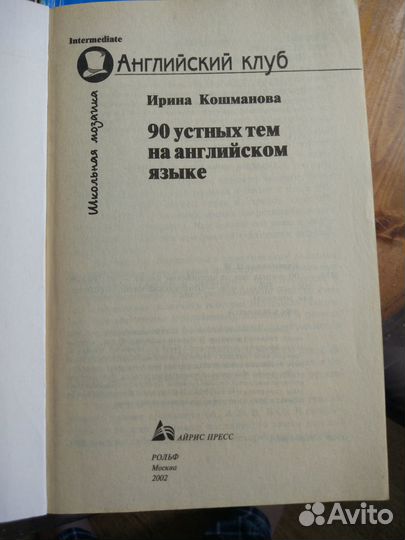 Intermediate
Английский клуб
Школьная мозаика
Ирина Кошманова
90 устных тем
на английском
языке
АЙРИС ПРЕСС
РОЛЬФ
Москва
2002
Avito